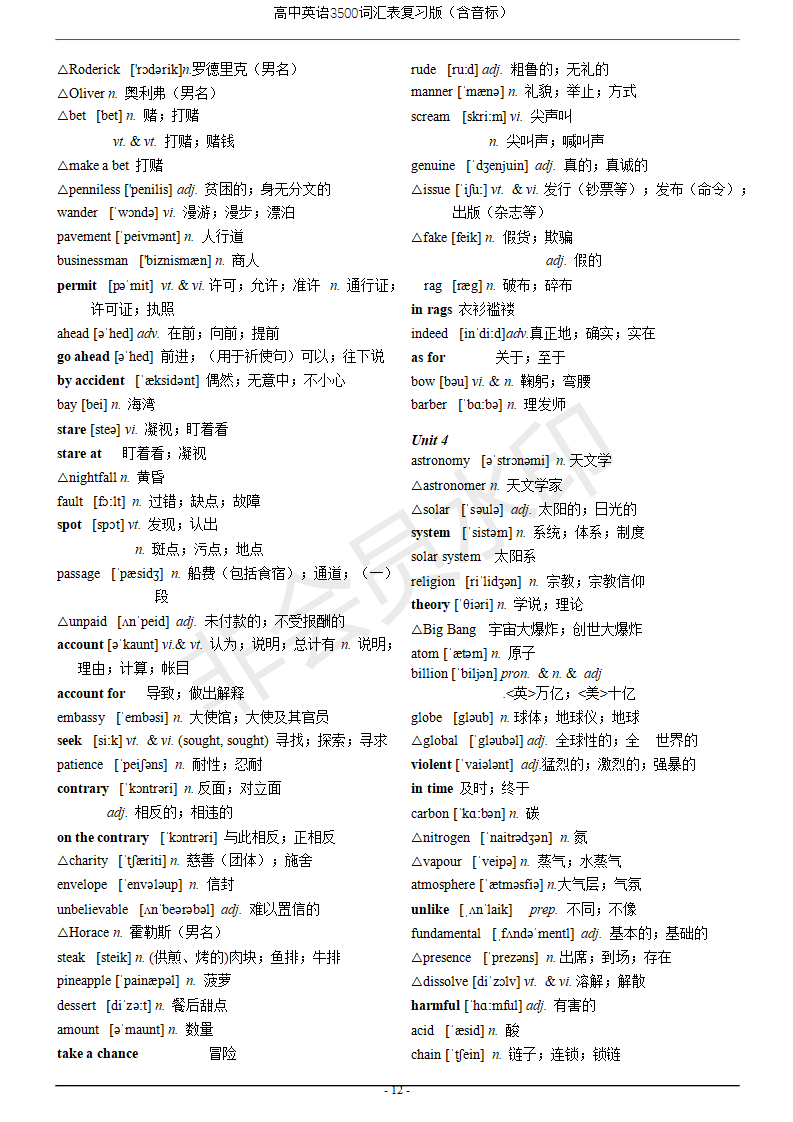 高中英语3500词汇表复习版（含音标）
△Roderick ['rɔdərik]n.罗德里克（男名）
△Oliver n. 奥利弗（男名）
△bet [bet] n. 赌；打赌
vt. & vt. 打赌；赌钱
△make a bet 打赌
△penniless ['penilis] adj. 贫困的；身无分文的
wander [ˈwɔndə] vi. 漫游；漫步；漂泊
pavement [ˈpeivmənt] n. 人行道
businessman ['biznismæn] n. 商人
permit [pəˈmit] vt. & vi. 许可；允许；准许 n. 通行证；
许可证；执照
ahead [əˈhed] adv. 在前；向前；提前
go ahead [əˈhed] 前进；（用于祈使句）可以；往下说
by accident [ˈæksidənt] 偶然；无意中；不小心
bay [bei] n. 海湾
stare [steə] vi. 凝视；盯着看
stare at 盯着看；凝视
△nightfall n. 黄昏
fault [fɔ:lt] n. 过错；缺点；故障
spot [spɔt] vt. 发现；认出
n. 斑点；污点；地点
passage [ˈpæsidʒ] n. 船费（包括食宿）；通道；（一）
段
△unpaid [ʌnˈpeid] adj. 未付款的；不受报酬的
account [əˈkaunt] vi.& vt. 认为；说明；总计有 n. 说明；
理由；计算；帐目
account for 导致；做出解释
embassy [ˈembəsi] n. 大使馆；大使及其官员
seek [si:k] vt. & vi. (sought, sought) 寻找；探索；寻求
patience [ˈpeiʃəns] n. 耐性；忍耐
contrary [ˈkɔntrəri] n. 反面；对立面
adj. 相反的；相违的
on the contrary [ˈkɔntrəri] 与此相反；正相反
△charity [ˈtʃæriti] n. 慈善（团体）；施舍
envelope [ˈenvələup] n. 信封
unbelievable [ʌnˈbeərəbəl] adj. 难以置信的
△Horace n. 霍勒斯（男名）
steak [steik] n. (供煎、烤的)肉块；鱼排；牛排
pineapple [ˈpainæpəl] n. 菠萝
dessert [diˈzə:t] n. 餐后甜点
amount [əˈmaunt] n. 数量
take a chance 冒险
rude [ru:d] adj. 粗鲁的；无礼的
manner [ˈmænə] n. 礼貌；举止；方式
scream [skri:m] vi. 尖声叫
n. 尖叫声；喊叫声
genuine [ˈdʒenjuin] adj. 真的；真诚的
△issue [ˈiʃu:] vt. & vi. 发行（钞票等）；发布（命令）；
出版（杂志等）
△fake [feik] n. 假货；欺骗
adj. 假的
rag [ræg] n. 破布；碎布
in rags 衣衫褴褛
indeed [inˈdi:d]adv.真正地；确实；实在
as for 关于；至于
bow [bəu] vi. & n. 鞠躬；弯腰
barber [ˈbɑ:bə] n. 理发师
Unit 4
astronomy [əˈstrɔnəmi] n. 天文学
△astronomer n. 天文学家
△solar [ˈsəulə] adj. 太阳的；日光的
system [ˈsistəm] n. 系统；体系；制度
solar system 太阳系
religion [riˈlidʒən] n. 宗教；宗教信仰
theory [ˈθiəri] n. 学说；理论
△Big Bang 宇宙大爆炸；创世大爆炸
atom [ˈætəm] n. 原子
billion [ˈbiljən] pron. & n. & adj
.<英>万亿；<美>十亿
globe [gləub] n. 球体；地球仪；地球
△global [ˈgləubəl] adj. 全球性的；全 世界的
violent [ˈvaiələnt] adj.猛烈的；激烈的；强暴的
in time 及时；终于
carbon [ˈkɑ:bən] n. 碳
△nitrogen [ˈnaitrədʒən] n. 氮
△vapour [ˈveipə] n. 蒸气；水蒸气
atmosphere [ˈætməsfiə] n.大气层；气氛
unlike [ˌʌnˈlaik] prep. 不同；不像
fundamental [ˌfʌndəˈmentl] adj. 基本的；基础的
△presence [ˈprezəns] n. 出席；到场；存在
△dissolve [diˈzɔlv] vt. & vi. 溶解；解散
harmful [ˈhɑ:mful] adj. 有害的
acid [ˈæsid] n. 酸
chain [ˈtʃein] n. 链子；连锁；锁链
非会员水印
- 12 -